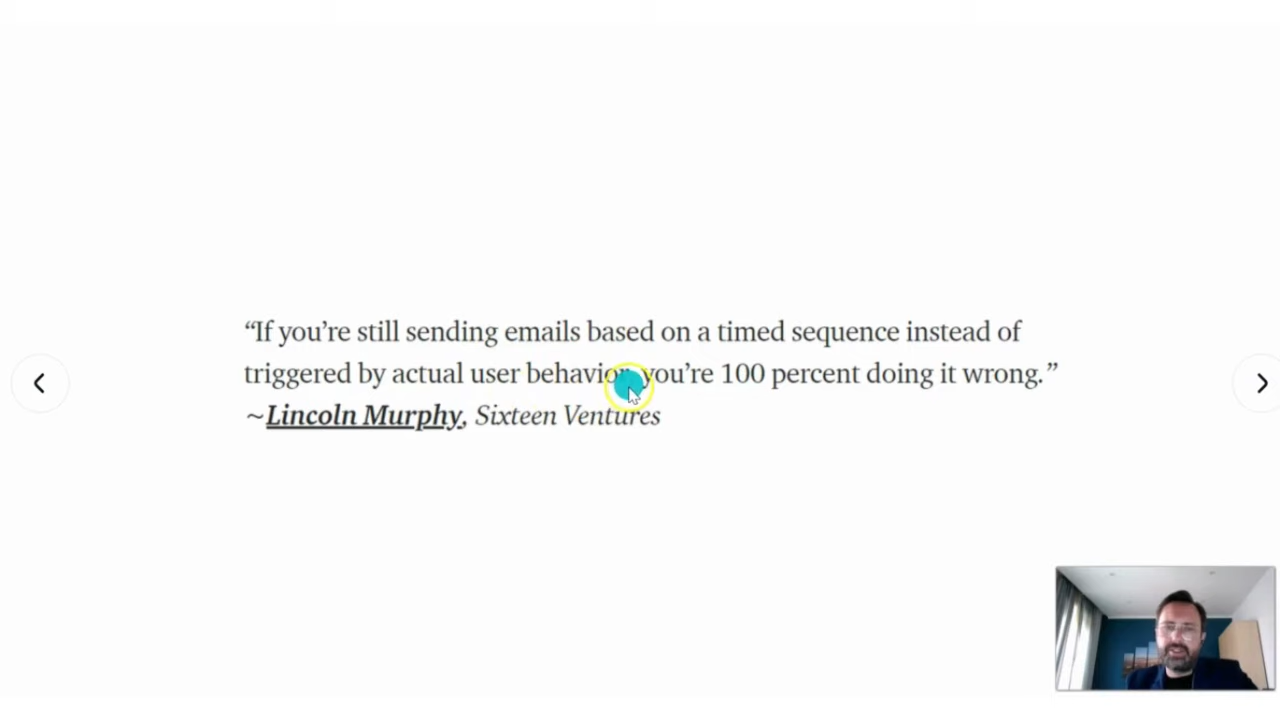 “If you’re still sending emails based on a timed sequence instead of
triggered by actual user behavior, you’re 100 percent doing it wrong.”
~Lincoln Murphy, Sixteen Ventures